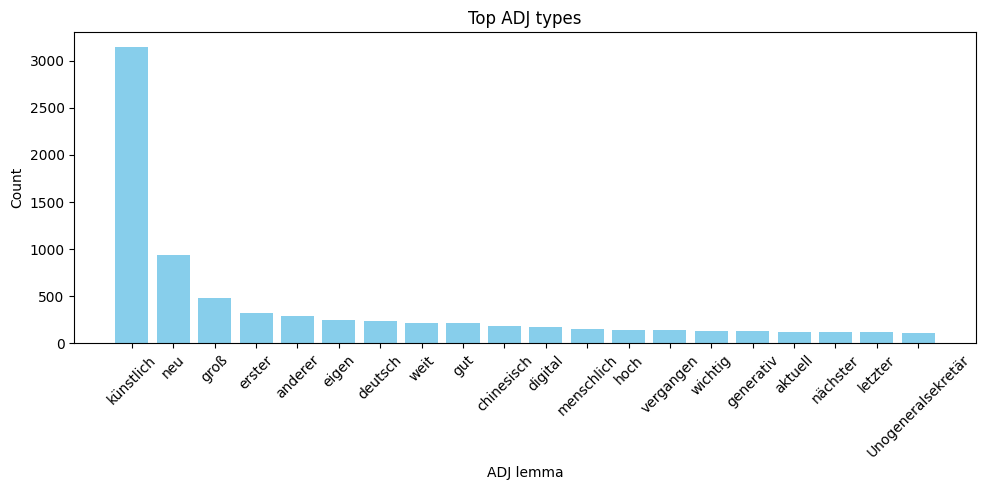 Top ADJ types
Count
3000
2500
2000
1500
1000
500
0
künstlich
neu
groß
erster
anderer
eigen
deutsch
weit
gut
chinesisch
digital
menschlich
hoch
vergangen
wichtig
generativ
aktuell
nächster
letzter
Unogeneralsekretär
ADJ lemma